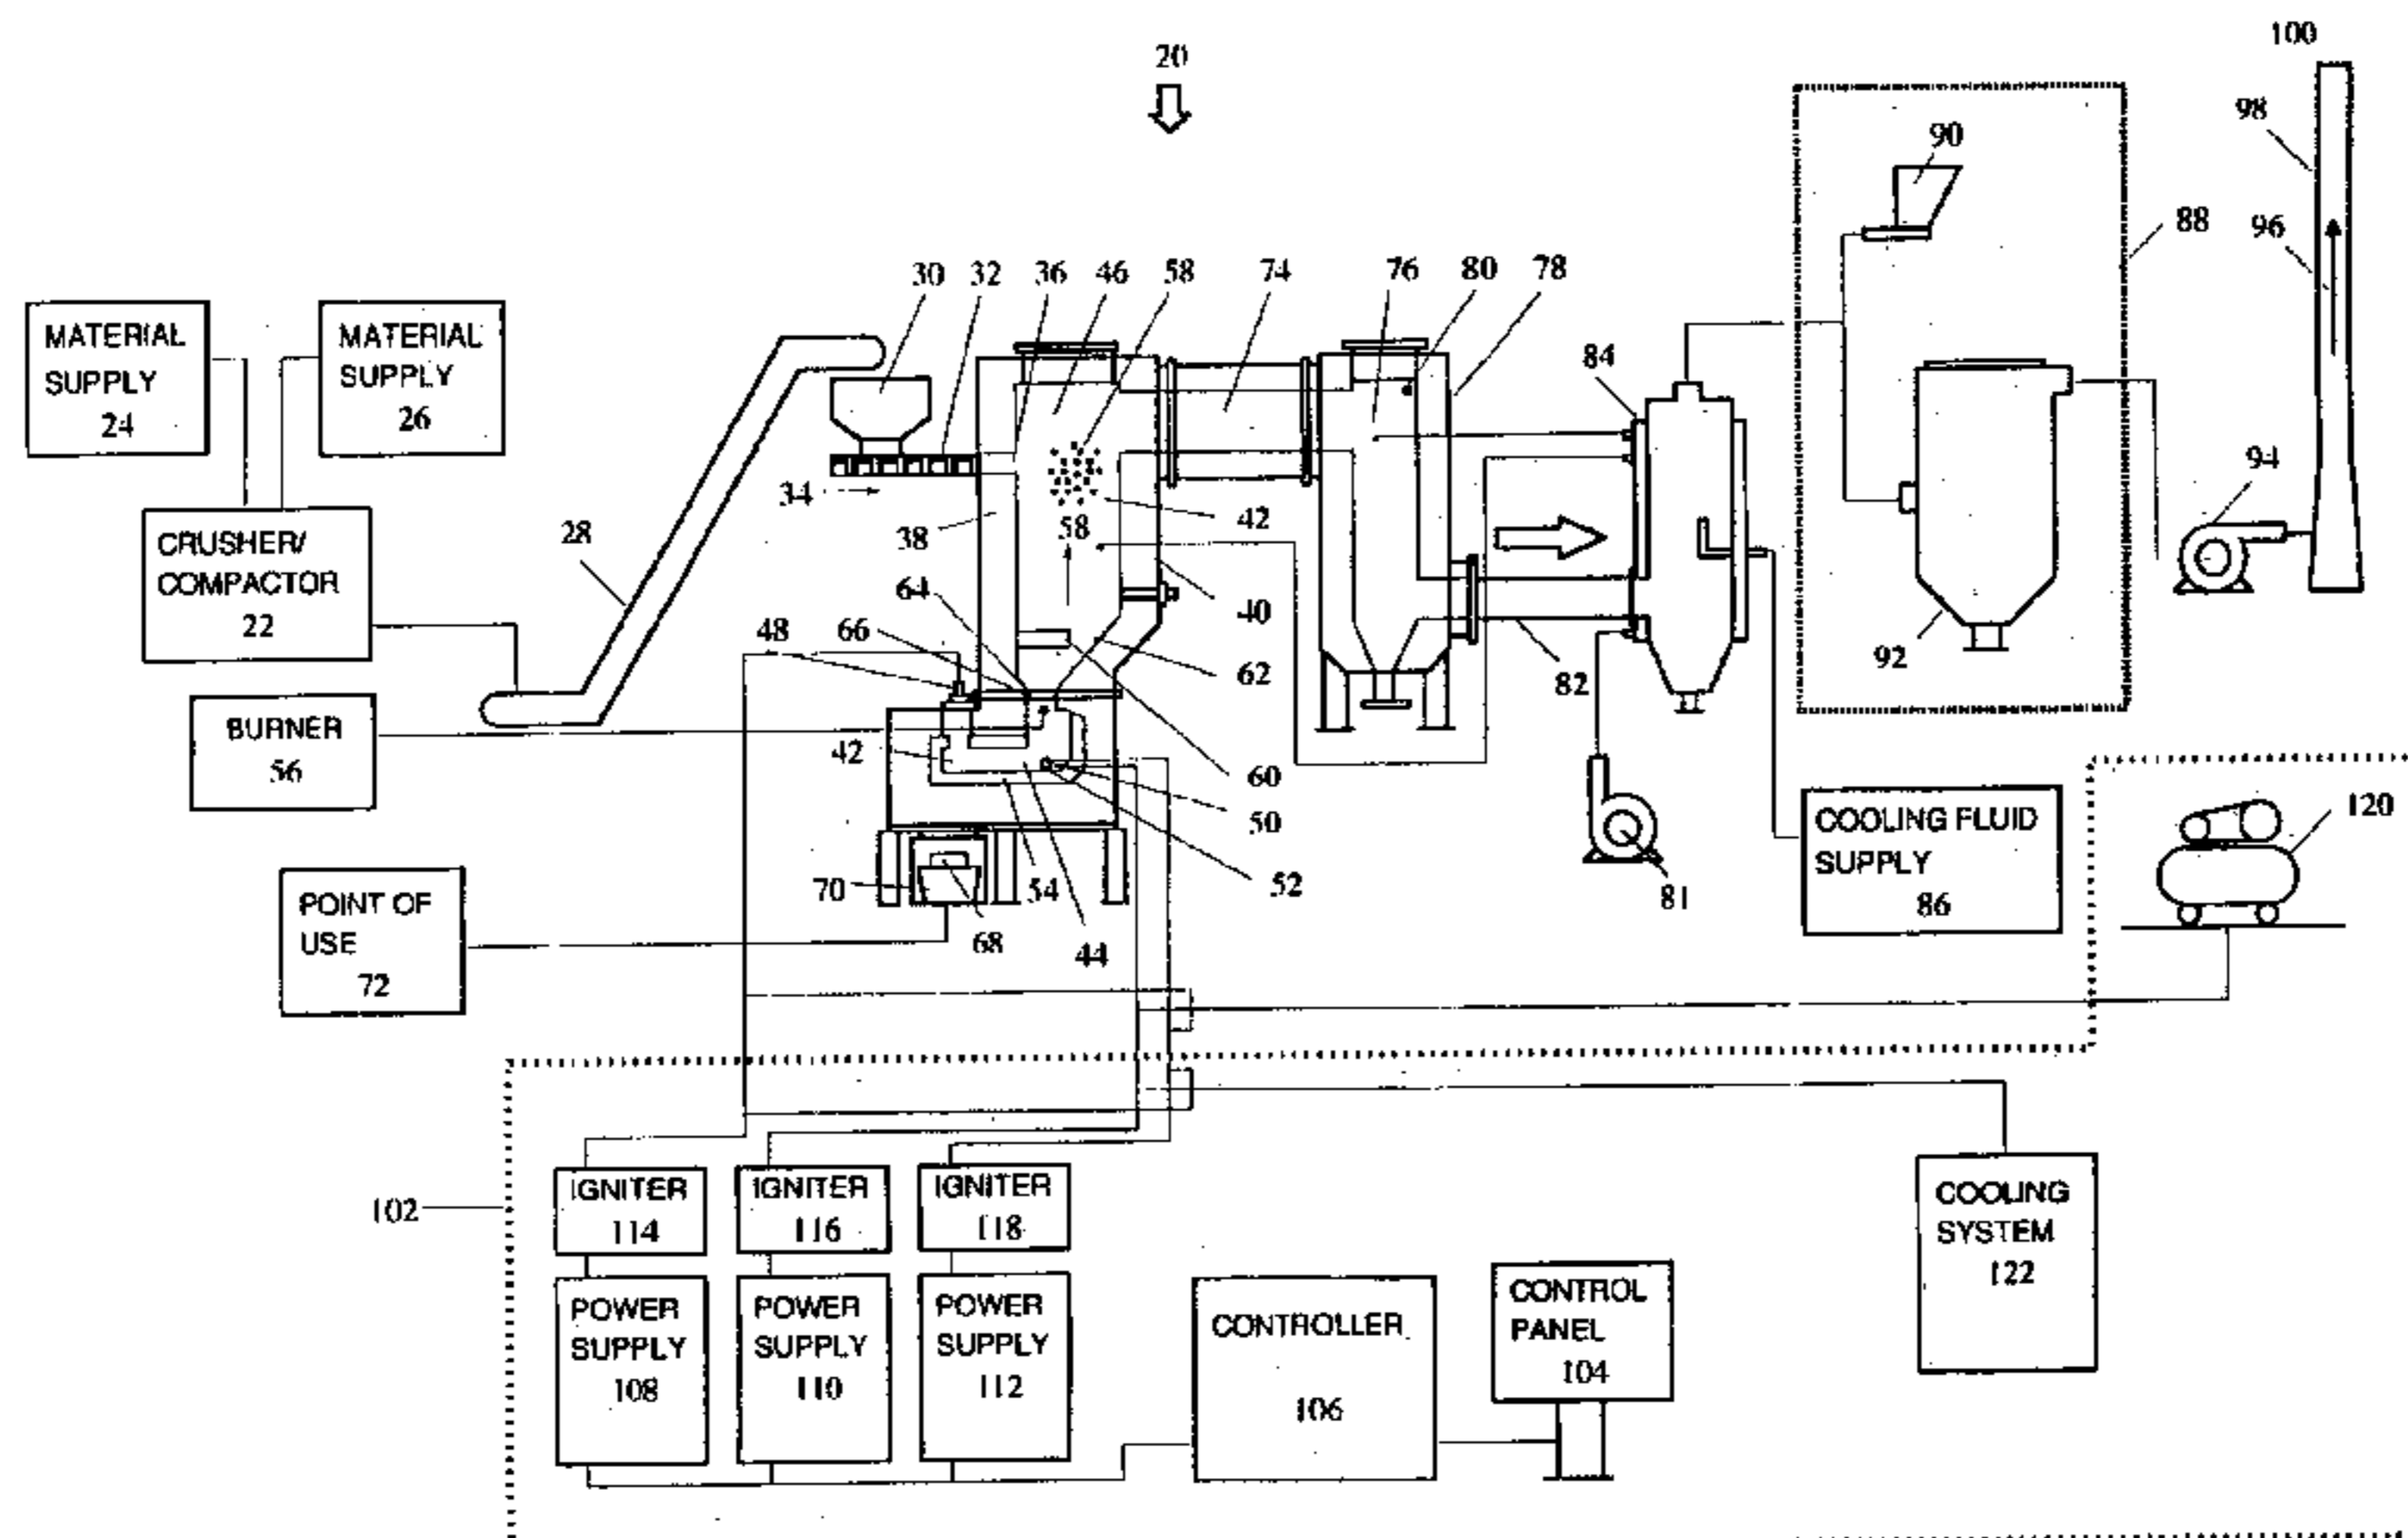 100
20
98
90
88
96
30
32
36
46
58
74
76
80
78
84
MATERIAL
SUPPLY
24
MATERIAL
SUPPLY
26
34
38
42
58
94
28
CRUSHER/
COMPACTOR
22
64
40
48
66
62
82
92
BURNER
56
42
60
50
52
54
81
COOLING FLUID
SUPPLY
86
120
POINT OF
USE
72
70
68
44
102
IGNITER
114
IGNITER
116
IGNITER
118
POWER
SUPPLY
108
POWER
SUPPLY
110
POWER
SUPPLY
112
CONTROLLER
106
CONTROL
PANEL
104
COOLING
SYSTEM
122